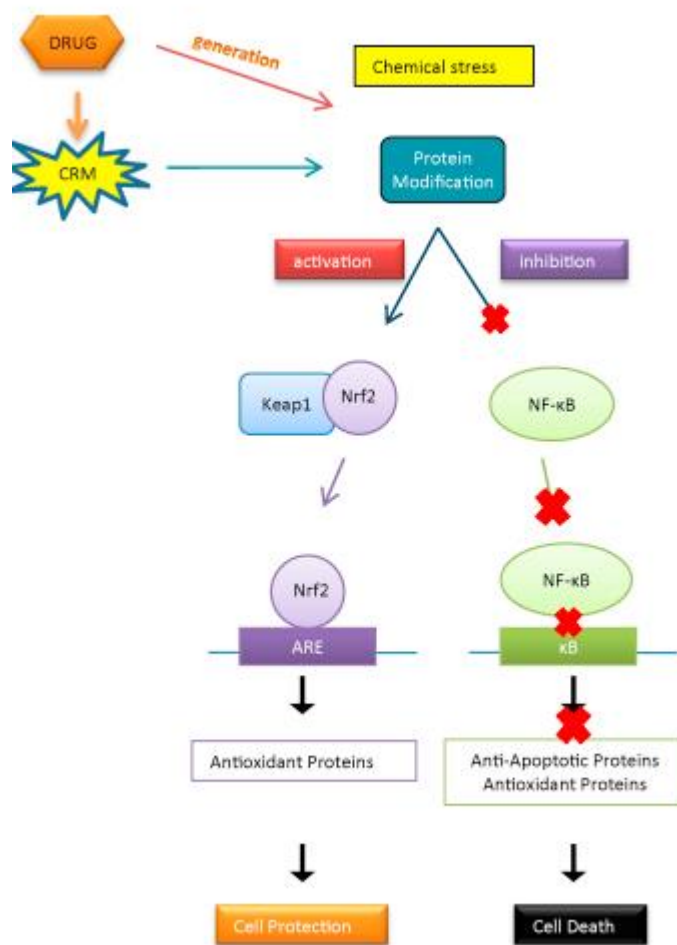 DRUG
generation
Chemical stress
CRM
Protein
Modification
activation
inhibition
Keap1
Nrf2
NF-κB
Nrf2
NF-κB
ARE
κB
Antioxidant Proteins
Anti-Apoptotic Proteins
Antioxidant Proteins
Cell Protection
Cell Death